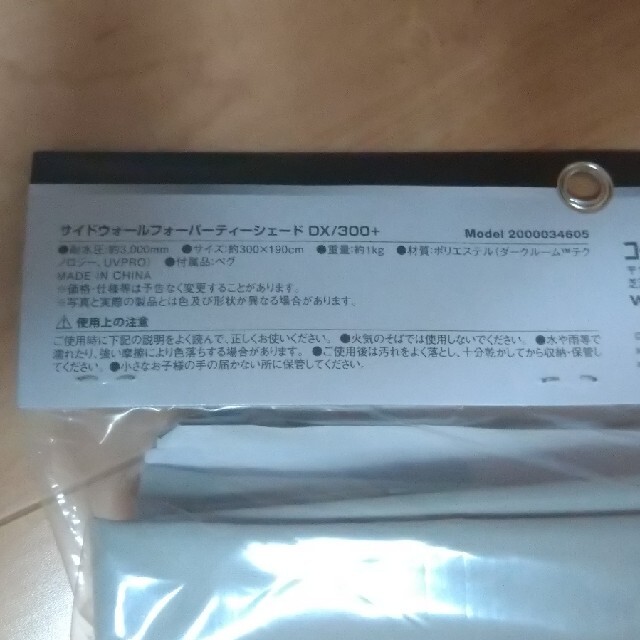 サイドウォールフォーパーティーシェード DX/300+ Model 2000034605
●耐水圧:約3,000mm ●サイズ:約300×190cm ●重量:約1kg ●材質:ポリエステル(ダークルーム™テク
ノロジー、UVPRO) ●付属品:ペグ
MADE IN CHINA
※価格・仕様等は予告なく変更することがあります。
※写真と実際の製品とは色及び形状が異なる場合があります。
⚠ 使用上の注意
ご使用時に下記の説明をよく読んで、正しくお使いください。 ●火気のそばでは使用しないでください。 ●水や雨等で
濡れたり、強い摩擦により色落ちする場合があります。 ●ご使用後は汚れをよく落とし、十分乾かしてから収納・保管し
てください。 ●小さなお子様の手の届かない所に保管してください。
コ